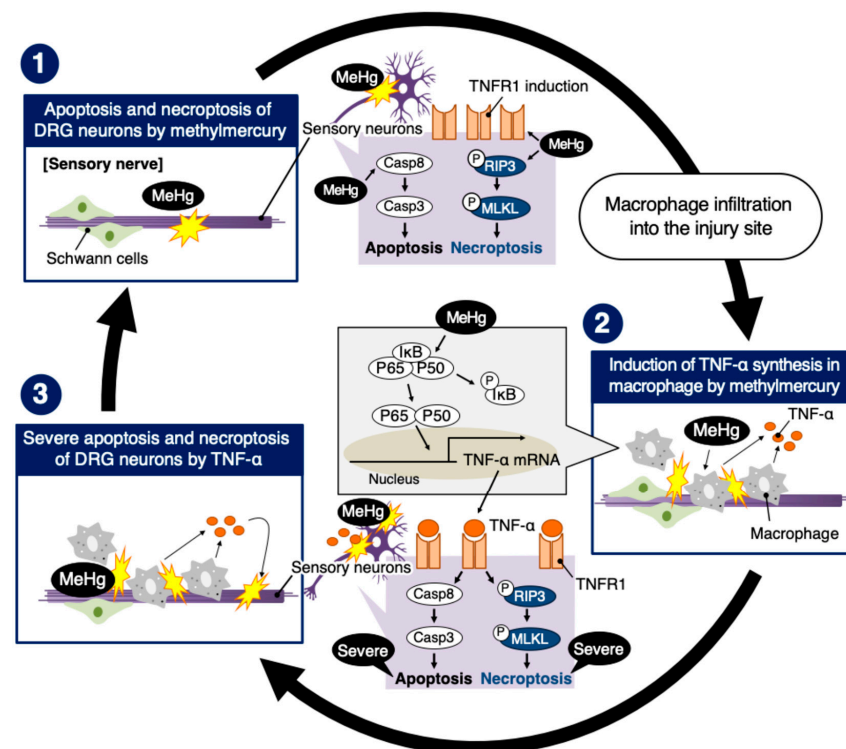 1
Apoptosis and necroptosis of
DRG neurons by methylmercury
[Sensory nerve]
MeHg
Schwann cells
MeHg
Sensory neurons
TNFR1 induction
MeHg
MeHg
Casp8
Casp3
Apoptosis
P
RIP3
P
MLKL
Necroptosis
Macrophage infiltration
into the injury site
2
Induction of TNF-α synthesis in
macrophage by methylmercury
MeHg
TNF-α
Macrophage
MeHg
IκB
P65
P50
P
IκB
P65
P50
Nucleus
TNF-α mRNA
3
Severe apoptosis and necroptosis
of DRG neurons by TNF-α
MeHg
MeHg
Sensory neurons
TNF-α
TNFR1
Casp8
Casp3
Severe
Apoptosis
P
RIP3
P
MLKL
Severe
Necroptosis